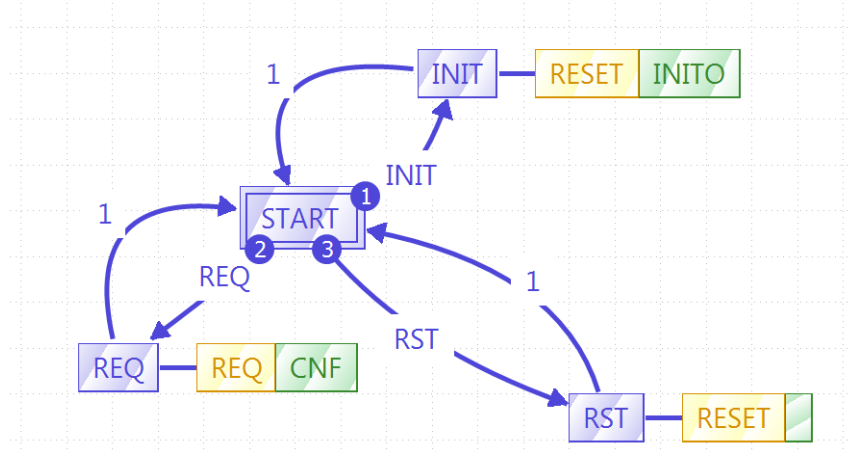 1
INIT RESET INITO
INIT
1
START
1
2
3
REQ
1
RST
REQ REQ CNF
RST RESET